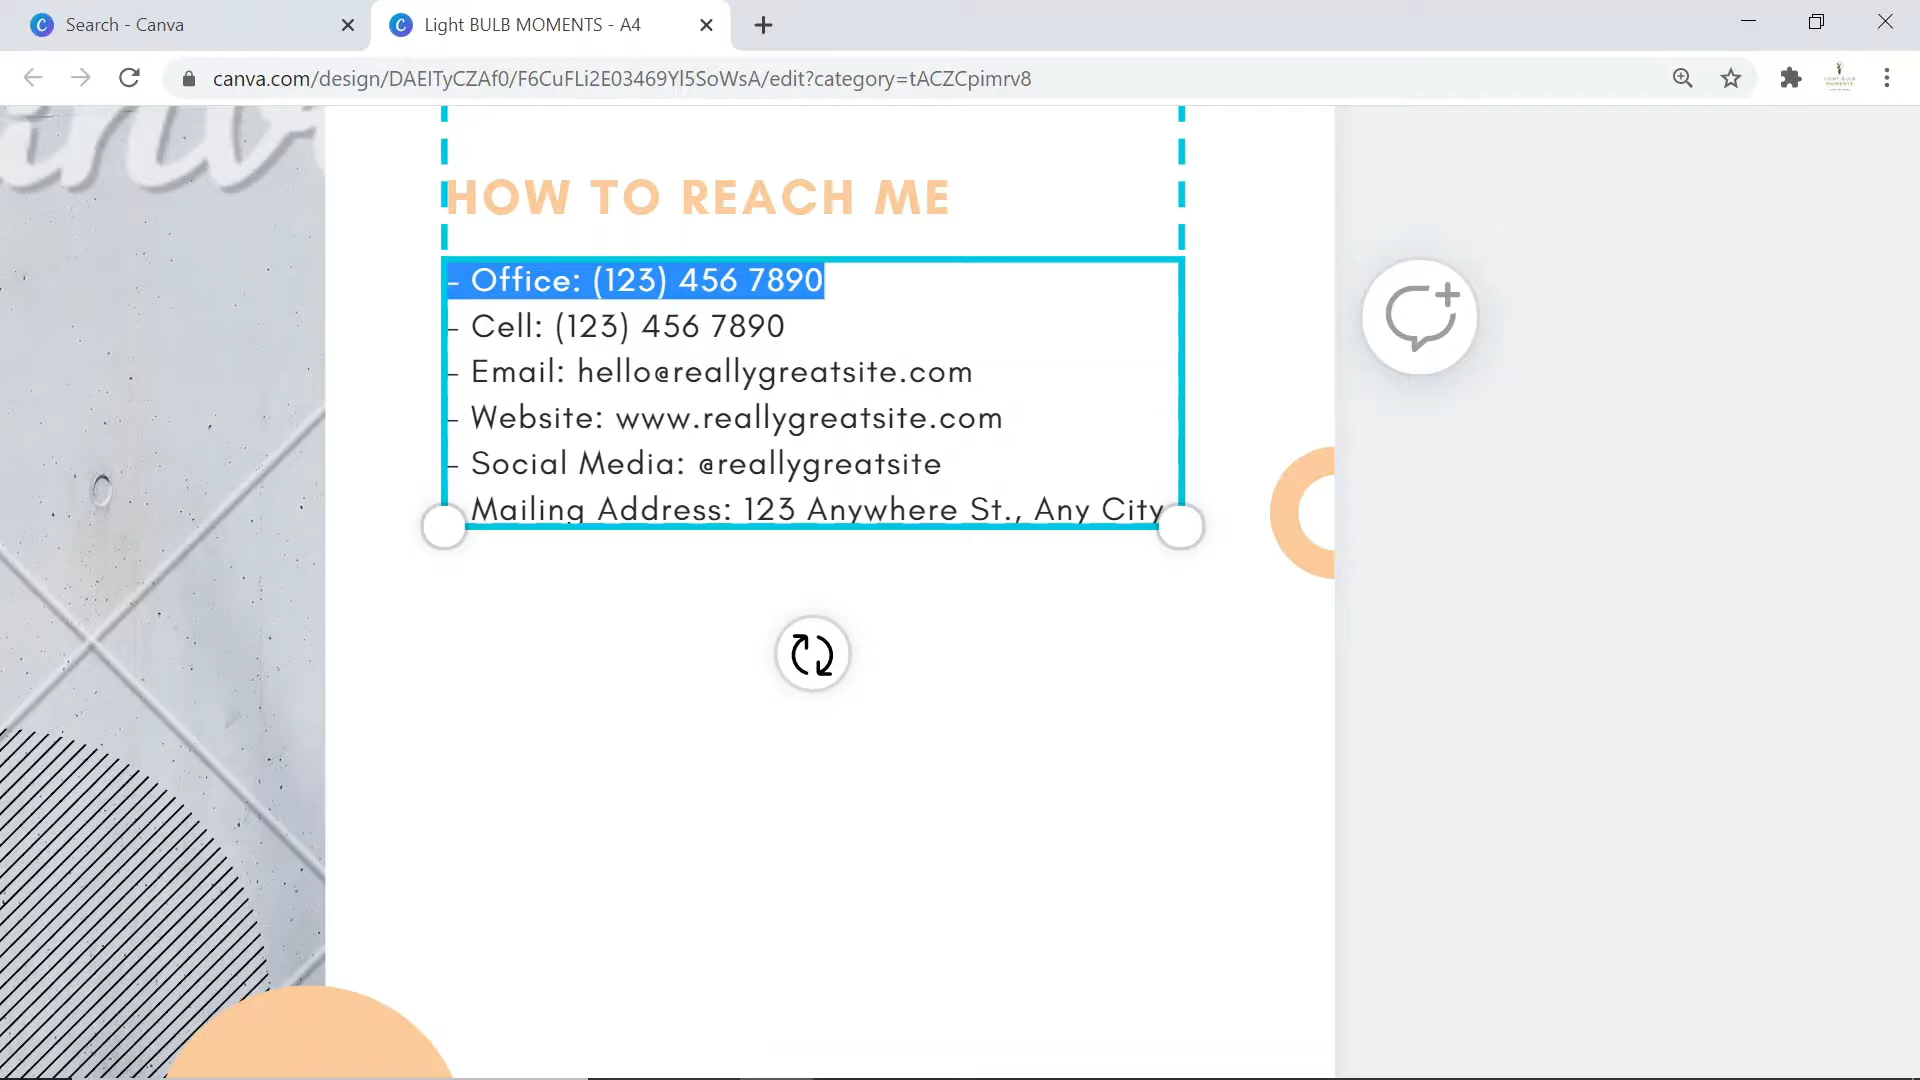 Search - Canva
Light BULB MOMENTS - A4
canva.com/design/DAEITyCZAf0/F6CuFLi2E03469Yl5SoWsA/edit?category=tACZCpimrv8
HOW TO REACH ME
- Office: (123) 456 7890
- Cell: (123) 456 7890
- Email: hello@reallygreatsite.com
- Website: www.reallygreatsite.com
- Social Media: @reallygreatsite
Mailing Address: 123 Anywhere St., Any City